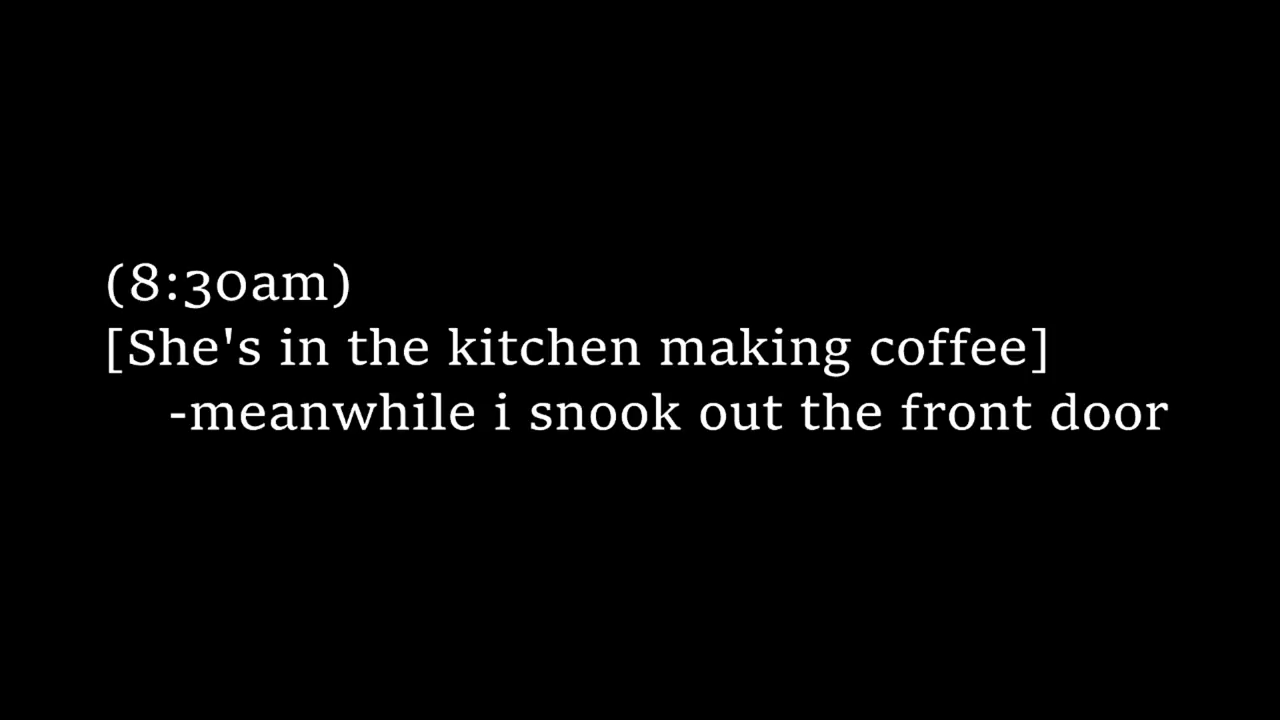 (8:30am)
[She's in the kitchen making coffee]
-meanwhile i snook out the front door